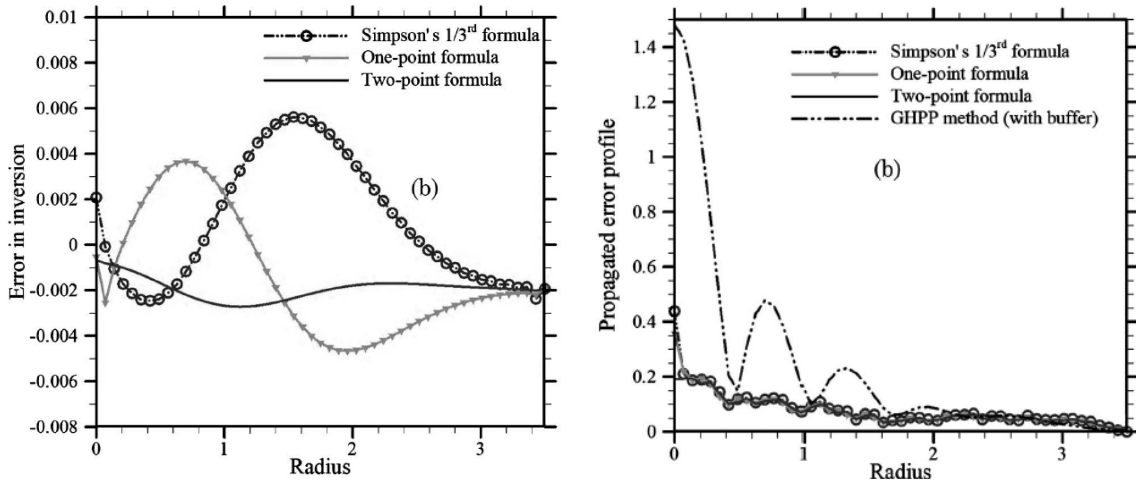 0.010
0.008
0.006
0.004
0.002
0
-0.002
-0.004
-0.006
-0.008
Error in inversion
Simpson's 1/3rd formula
One-point formula
Two-point formula
(b)
0
1
2
3
Radius
1.4
1.2
1
0.8
0.6
0.4
0.2
0
Propagated error profile
Simpson's 1/3rd formula
One-point formula
Two-point formula
GHPP method (with buffer)
(b)
0
1
2
3
Radius